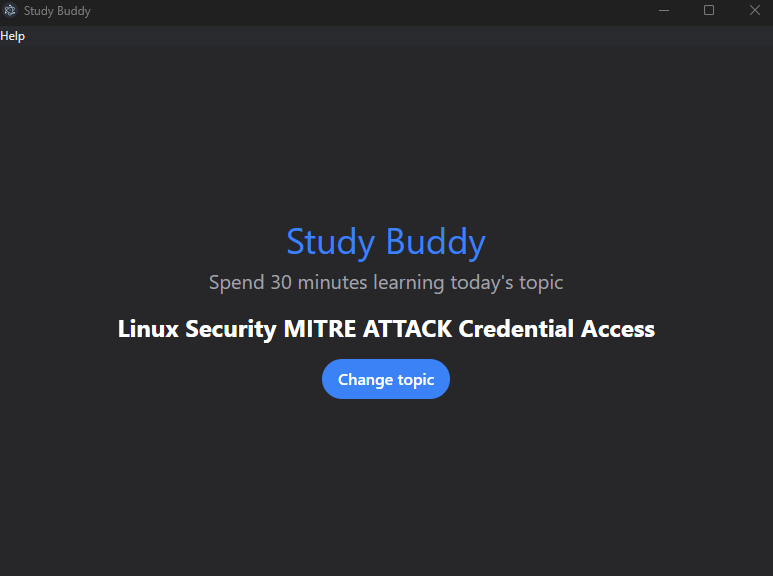 Study Buddy
Help
Study Buddy
Spend 30 minutes learning today's topic
Linux Security MITRE ATTACK Credential Access
Change topic